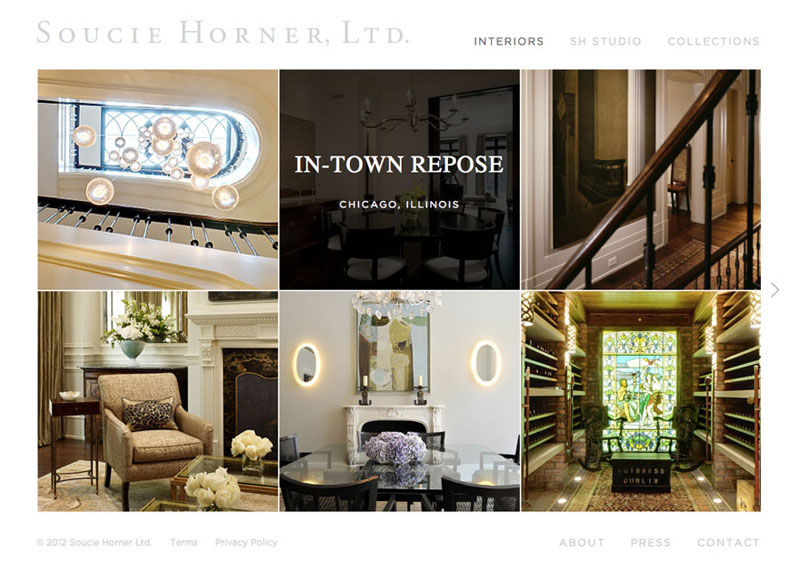 SOUCIE HORNER, LTD.
INTERIORS SH STUDIO COLLECTIONS
IN-TOWN REPOSE
CHICAGO, ILLINOIS
GUINNESS
DUBLIN
© 2012 Soucie Horner Ltd. Terms Privacy Policy ABOUT PRESS CONTACT